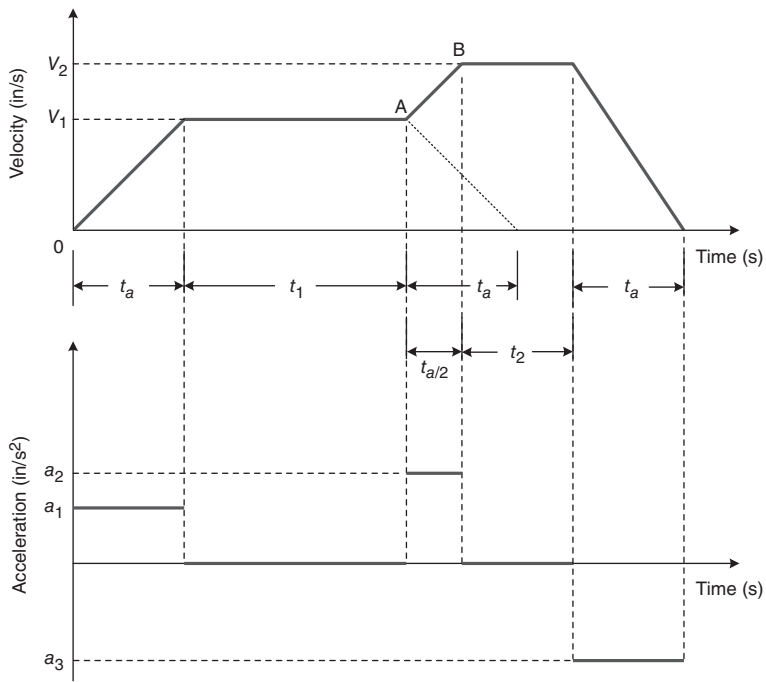 Velocity (in/s)
V2
V1
0
A
B
Time (s)
ta
t1
ta
ta
ta/2
t2
Acceleration (in/s²)
a2
a1
a3
Time (s)